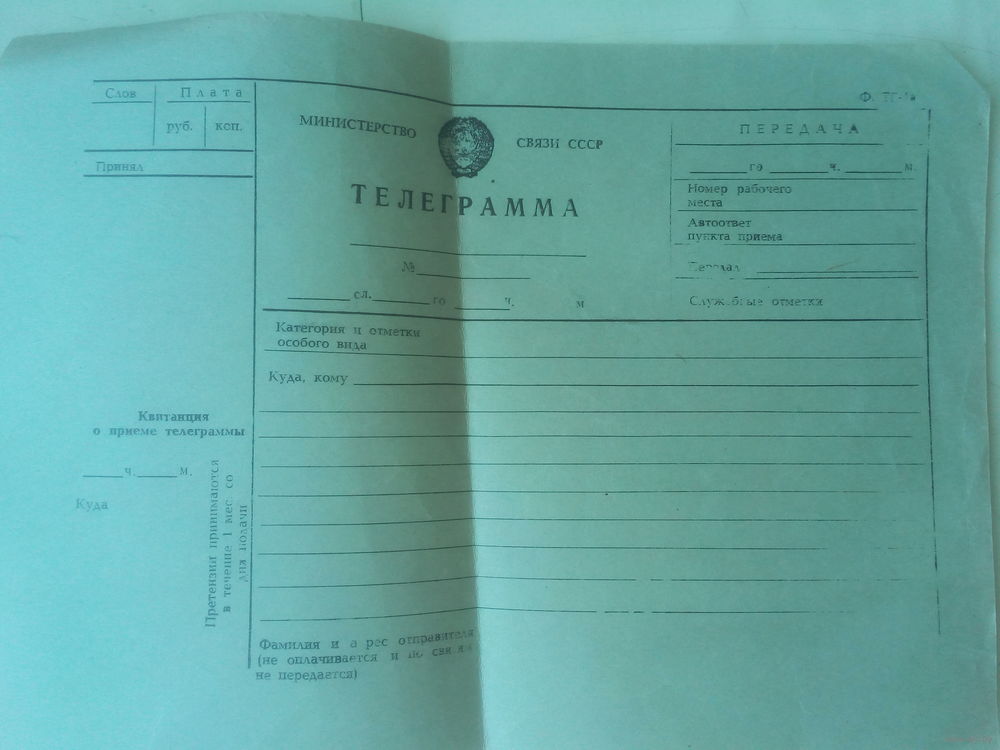 Слов Плата
руб. коп.
Принял
Квитанция
о приеме телеграммы
ч. м.
Куда
Претензии принимаются
в течение 1 мес. со
дня подачи
МИНИСТЕРСТВО СВЯЗИ СССР
ТЕЛЕГРАММА
№
сл. го ч. м
Ф.
ПЕРЕДАЧА
го ч. м.
Номер рабочего
места
Автоответ
пункта приема
Служебные отметки
Категория и отметки
особого вида
Куда, кому
Фамилия и а рес отправителя
(не оплачивается и по
не передается)